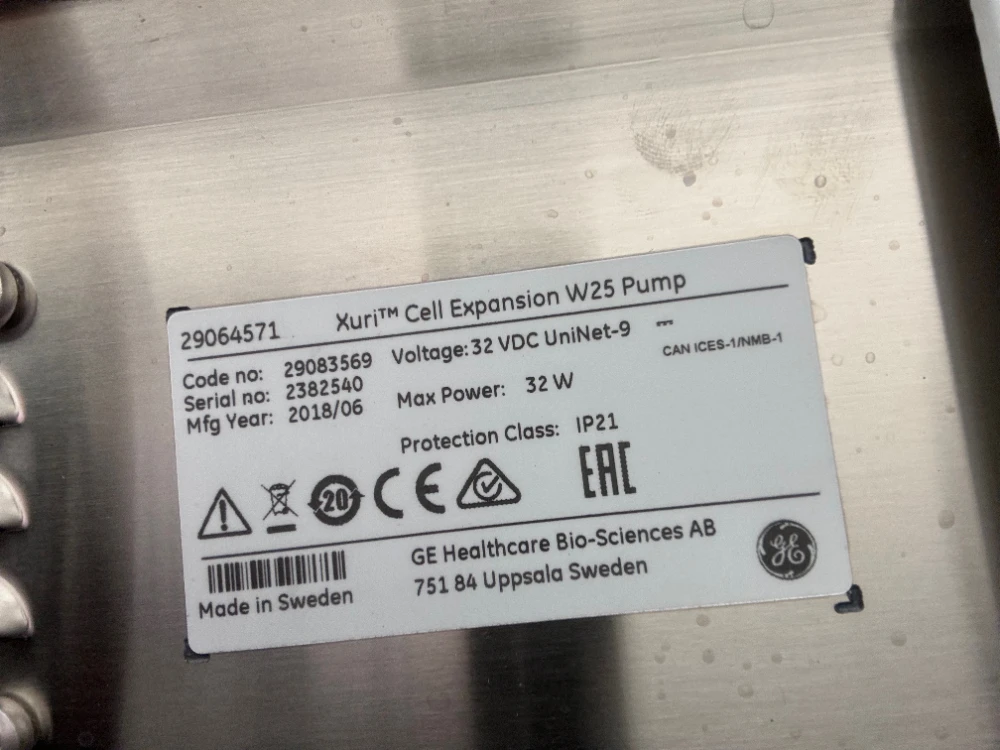 29064571 Xuri™ Cell Expansion W25 Pump
Code no: 29083569 Voltage: 32 VDC UniNet-9
Serial no: 2382540 CAN ICES-1/NMB-1
Mfg Year: 2018/06 Max Power: 32 W
Protection Class: IP21
20 CE EAC
GE Healthcare Bio-Sciences AB
Made in Sweden 751 84 Uppsala Sweden
GE